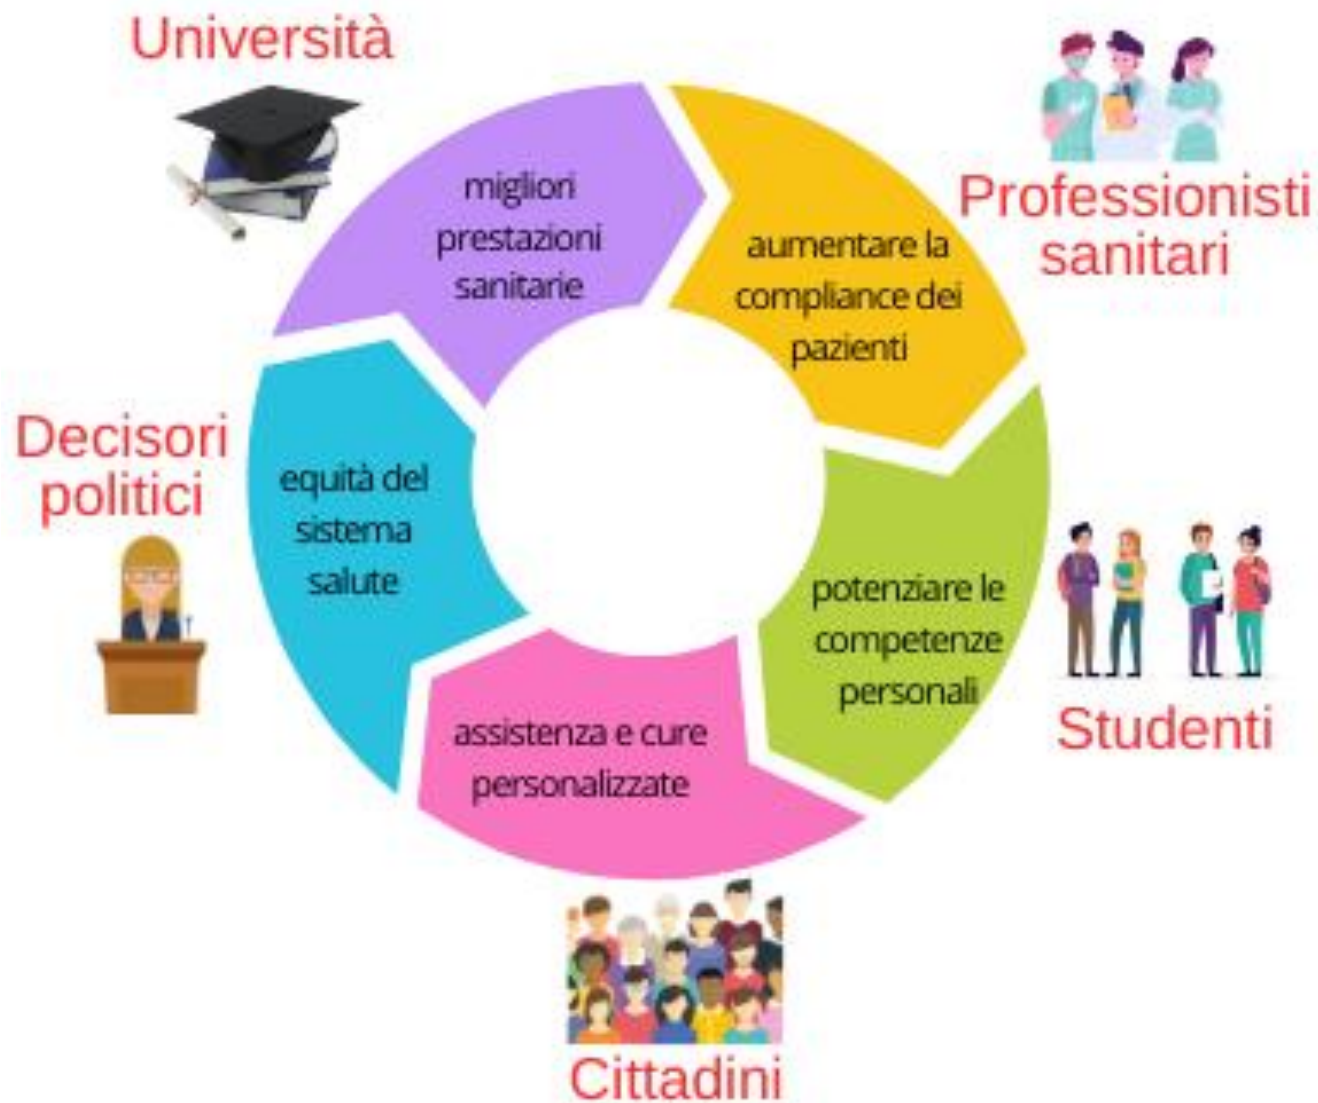 Università
migliori
prestazioni
sanitarie
aumentare la
compliance dei
pazienti
Professionisti
sanitari
Decisori
politici
equità del
sistema
salute
potenziare le
competenze
personali
Studenti
assistenza e cure
personalizzate
Cittadini